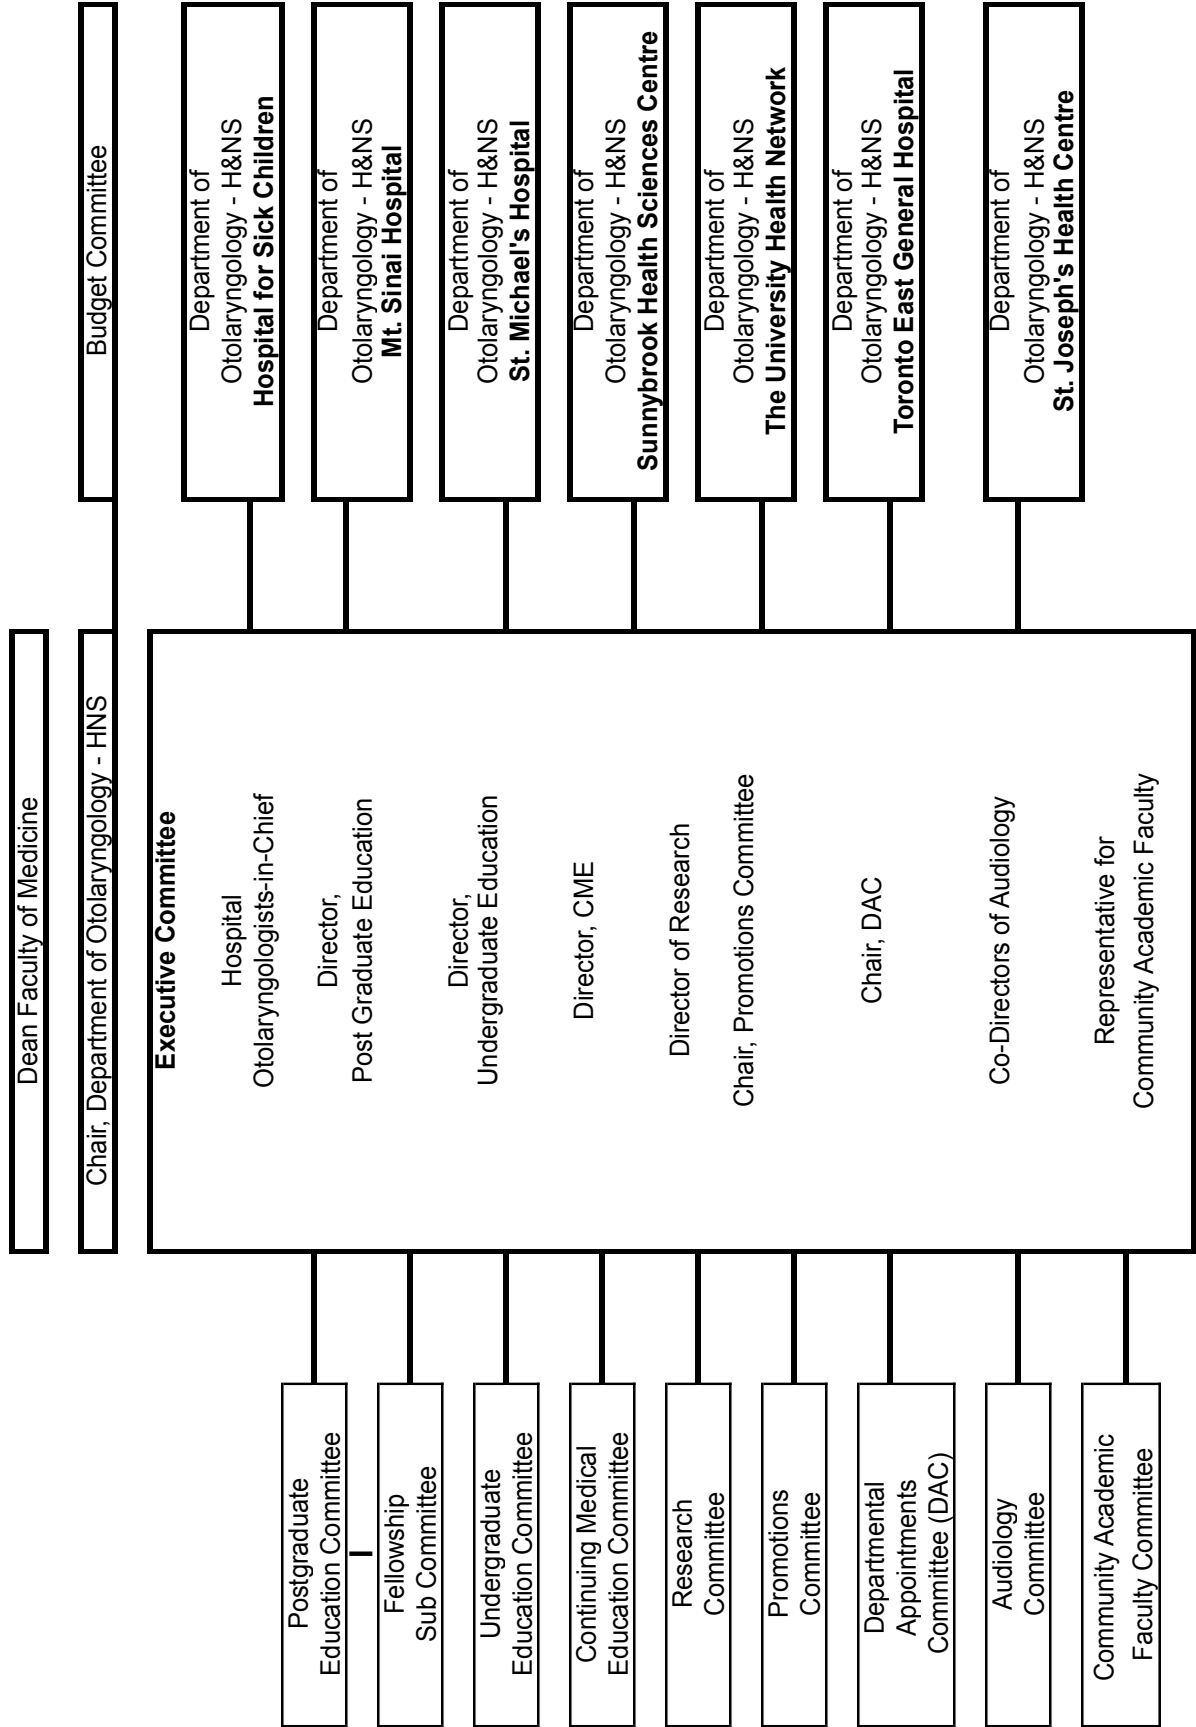 Dean Faculty of Medicine
Chair, Department of Otolaryngology - HNS
Budget Committee
Postgraduate
Education Committee
Fellowship
Sub Committee
Undergraduate
Education Committee
Continuing Medical
Education Committee
Research
Committee
Promotions
Committee
Departmental
Appointments
Committee (DAC)
Audiology
Committee
Community Academic
Faculty Committee
Executive Committee
Hospital
Otolaryngologists-in-Chief
Director,
Post Graduate Education
Director,
Undergraduate Education
Director, CME
Director of Research
Chair, Promotions Committee
Chair, DAC
Co-Directors of Audiology
Representative for
Community Academic Faculty
Department of
Otolaryngology - H&NS
Hospital for Sick Children
Department of
Otolaryngology - H&NS
Mt. Sinai Hospital
Department of
Otolaryngology - H&NS
St. Michael's Hospital
Department of
Otolaryngology - H&NS
Sunnybrook Health Sciences Centre
Department of
Otolaryngology - H&NS
The University Health Network
Department of
Otolaryngology - H&NS
Toronto East General Hospital
Department of
Otolaryngology - H&NS
St. Joseph's Health Centre